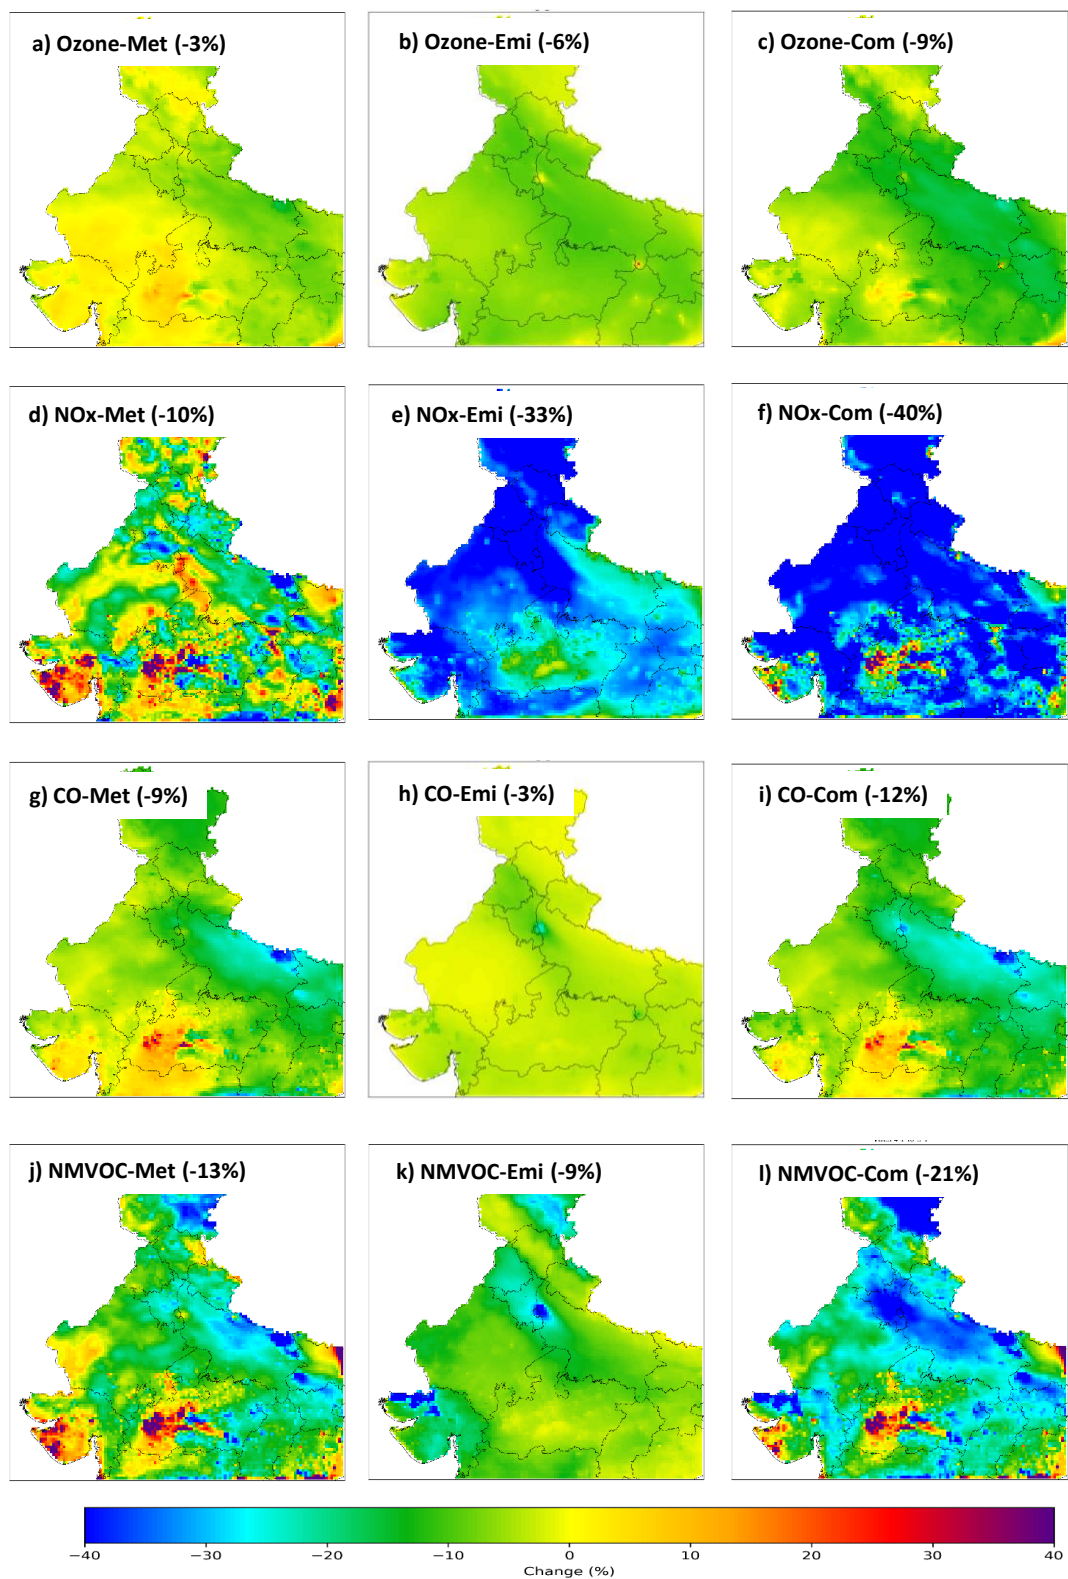 a) Ozone-Met (-3%)
b) Ozone-Emi (-6%)
c) Ozone-Com (-9%)
d) NOx-Met (-10%)
e) NOx-Emi (-33%)
f) NOx-Com (-40%)
g) CO-Met (-9%)
h) CO-Emi (-3%)
i) CO-Com (-12%)
j) NMVOC-Met (-13%)
k) NMVOC-Emi (-9%)
l) NMVOC-Com (-21%)
−40 −30 −20 −10 0 10 20 30 40
Change (%)